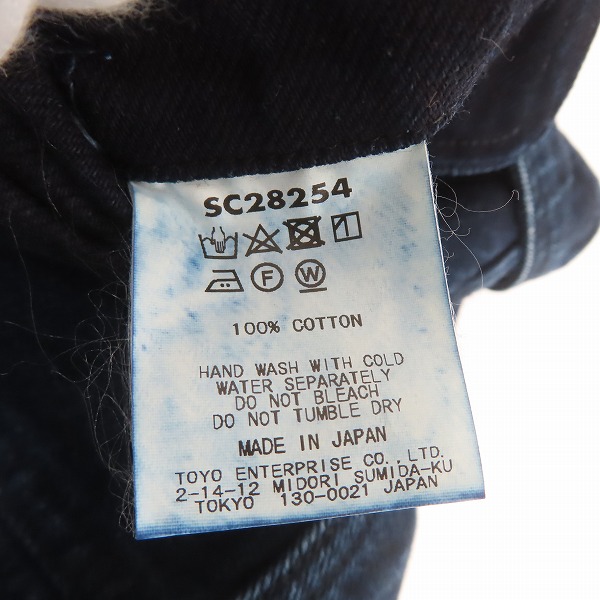 SC28254
F W
100% COTTON
HAND WASH WITH COLD
WATER SEPARATELY
DO NOT BLEACH
DO NOT TUMBLE DRY
MADE IN JAPAN
TOYO ENTERPRISE CO.,LTD.
2-14-12 MIDORI SUMIDA-KU
TOKYO 130-0021 JAPAN